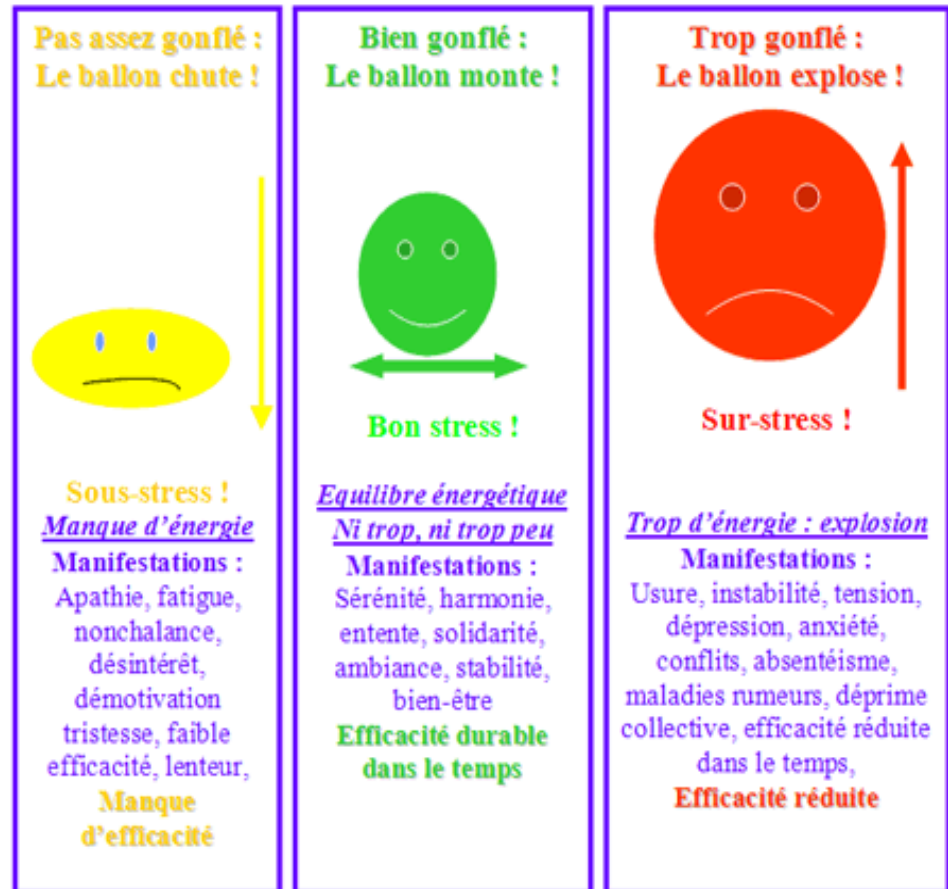 Pas assez gonflé :
Le ballon chute !
Sous-stress !
Manque d'énergie
Manifestations :
Apathie, fatigue,
nonchalance,
désintérêt,
démotivation
tristesse, faible
efficacité, lenteur,
Manque
d'efficacité
Bien gonflé :
Le ballon monte !
Bon stress !
Equilibre énergétique
Ni trop, ni trop peu
Manifestations :
Sérénité, harmonie,
entente, solidarité,
ambiance, stabilité,
bien-être
Efficacité durable
dans le temps
Trop gonflé :
Le ballon explose !
Sur-stress !
Trop d'énergie : explosion
Manifestations :
Usure, instabilité, tension,
dépression, anxiété,
conflits, absentéisme,
maladies rumeurs, déprime
collective, efficacité réduite
dans le temps,
Efficacité réduite